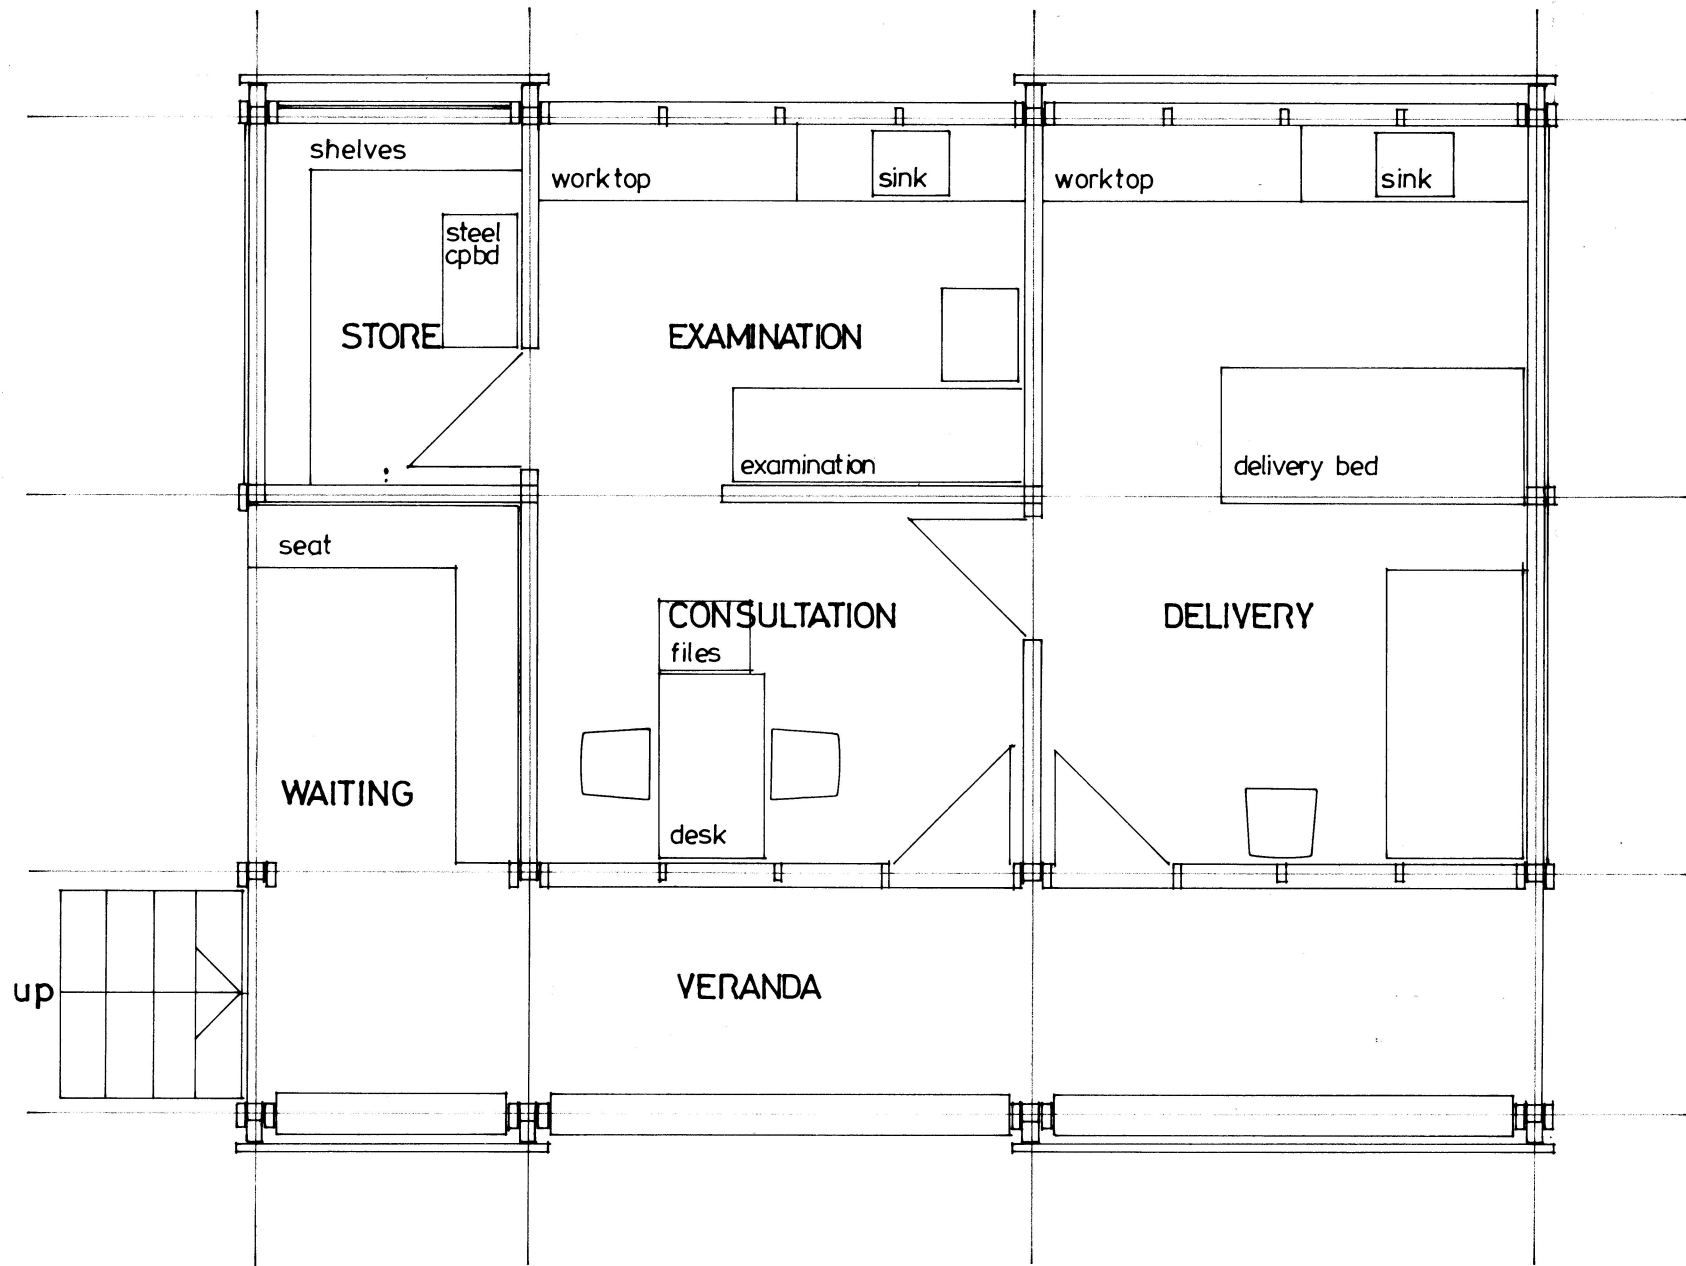 shelves
worktop
sink
worktop
sink
steel
cpbd
STORE
EXAMINATION
examination
delivery bed
seat
CONSULTATION
DELIVERY
files
WAITING
desk
up
VERANDA